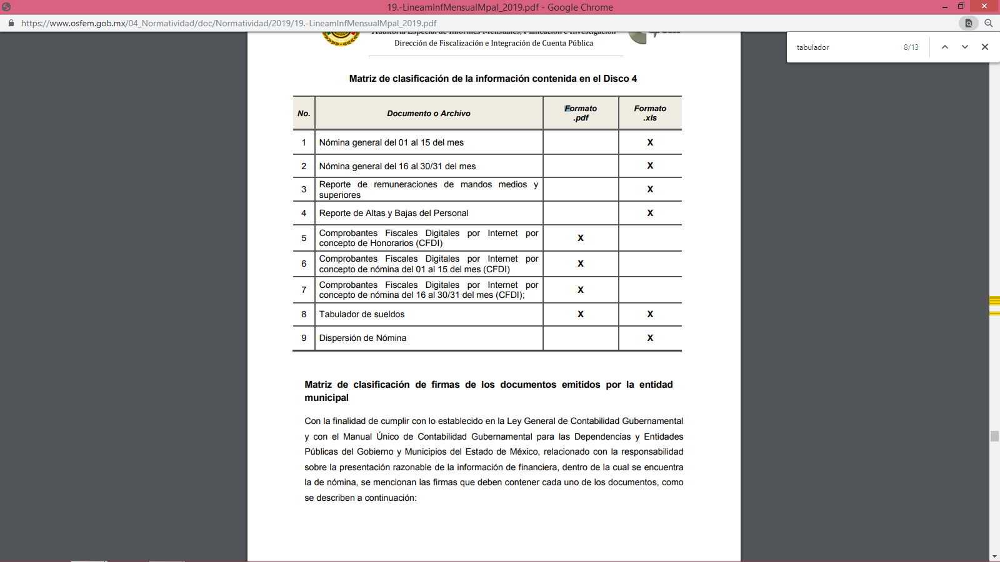 19.-LineamInfMensualMpal_2019.pdf - Google Chrome
https://www.osfem.gob.mx/04_Normatividad/doc/Normatividad/2019/19.-LineamInfMensualMpal_2019.pdf
tabulador 8/13
Auditoría Especial de Informes Mensuales, Planeación e Investigación
Dirección de Fiscalización e Integración de Cuenta Pública
Matriz de clasificación de la información contenida en el Disco 4
No. Documento o Archivo Formato .pdf Formato .xls
1 Nómina general del 01 al 15 del mes X
2 Nómina general del 16 al 30/31 del mes X
3 Reporte de remuneraciones de mandos medios y
superiores X
4 Reporte de Altas y Bajas del Personal X
5 Comprobantes Fiscales Digitales por Internet por
concepto de Honorarios (CFDI) X
6 Comprobantes Fiscales Digitales por Internet por
concepto de nómina del 01 al 15 del mes (CFDI) X
7 Comprobantes Fiscales Digitales por Internet por
concepto de nómina del 16 al 30/31 del mes (CFDI); X
8 Tabulador de sueldos X X
9 Dispersión de Nómina X
Matriz de clasificación de firmas de los documentos emitidos por la entidad
municipal
Con la finalidad de cumplir con lo establecido en la Ley General de Contabilidad Gubernamental
y con el Manual Único de Contabilidad Gubernamental para las Dependencias y Entidades
Públicas del Gobierno y Municipios del Estado de México, relacionado con la responsabilidad
sobre la presentación razonable de la información de financiera, dentro de la cual se encuentra
la de nómina, se mencionan las firmas que deben contener cada uno de los documentos, como
se describen a continuación: